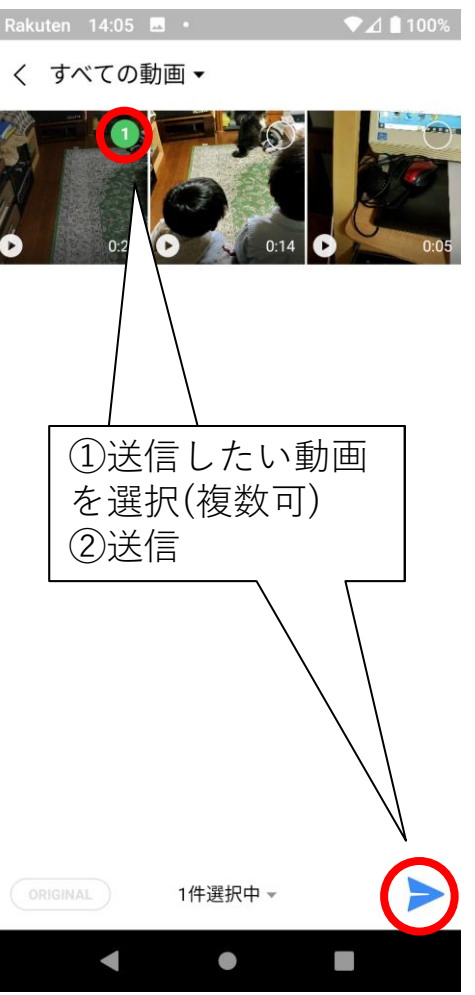 Rakuten 14:05 100%
すべての動画
1
0:14 0:05
①送信したい動画
を選択(複数可)
②送信
ORIGINAL 1件選択中